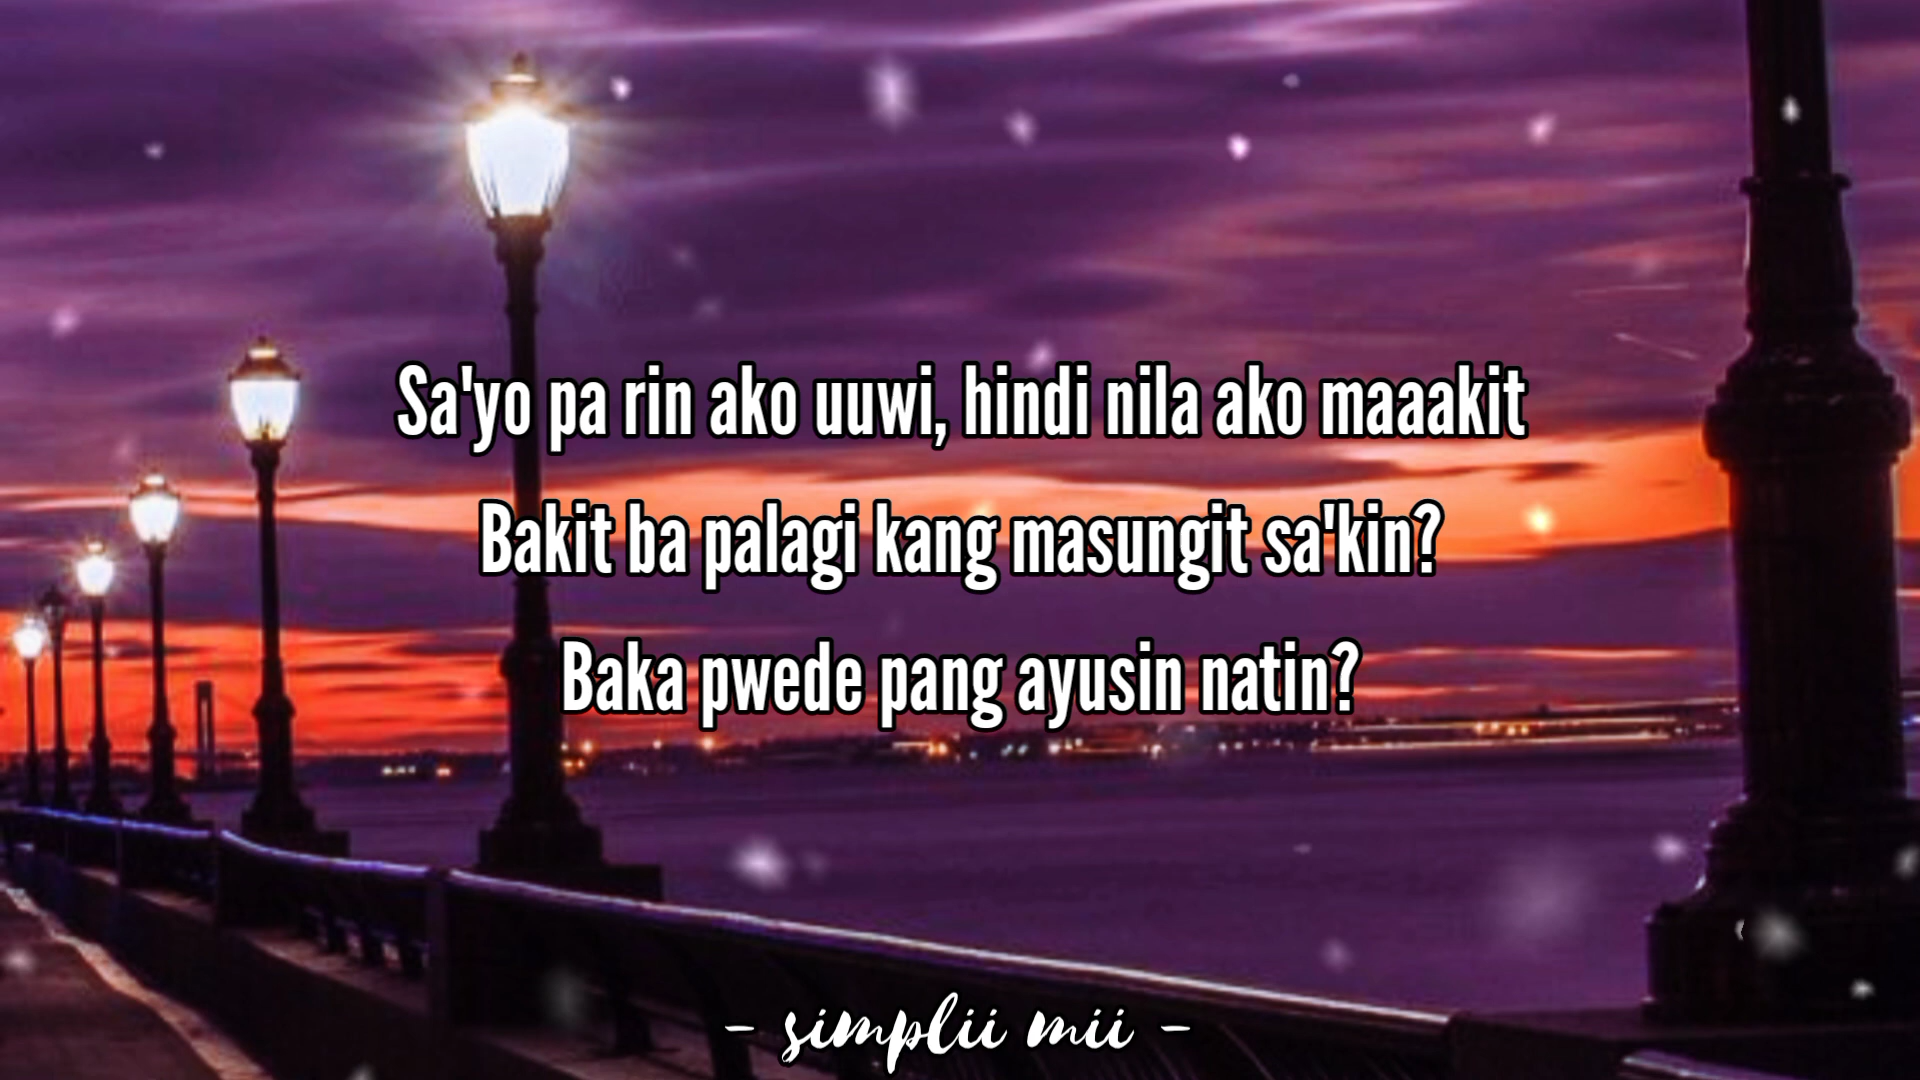 Sa'yo pa rin ako uuwi, hindi nila ako maaakit
Bakit ba palagi kang masungit sa'kin?
Baka pwede pang ayusin natin?
- simplii mii -